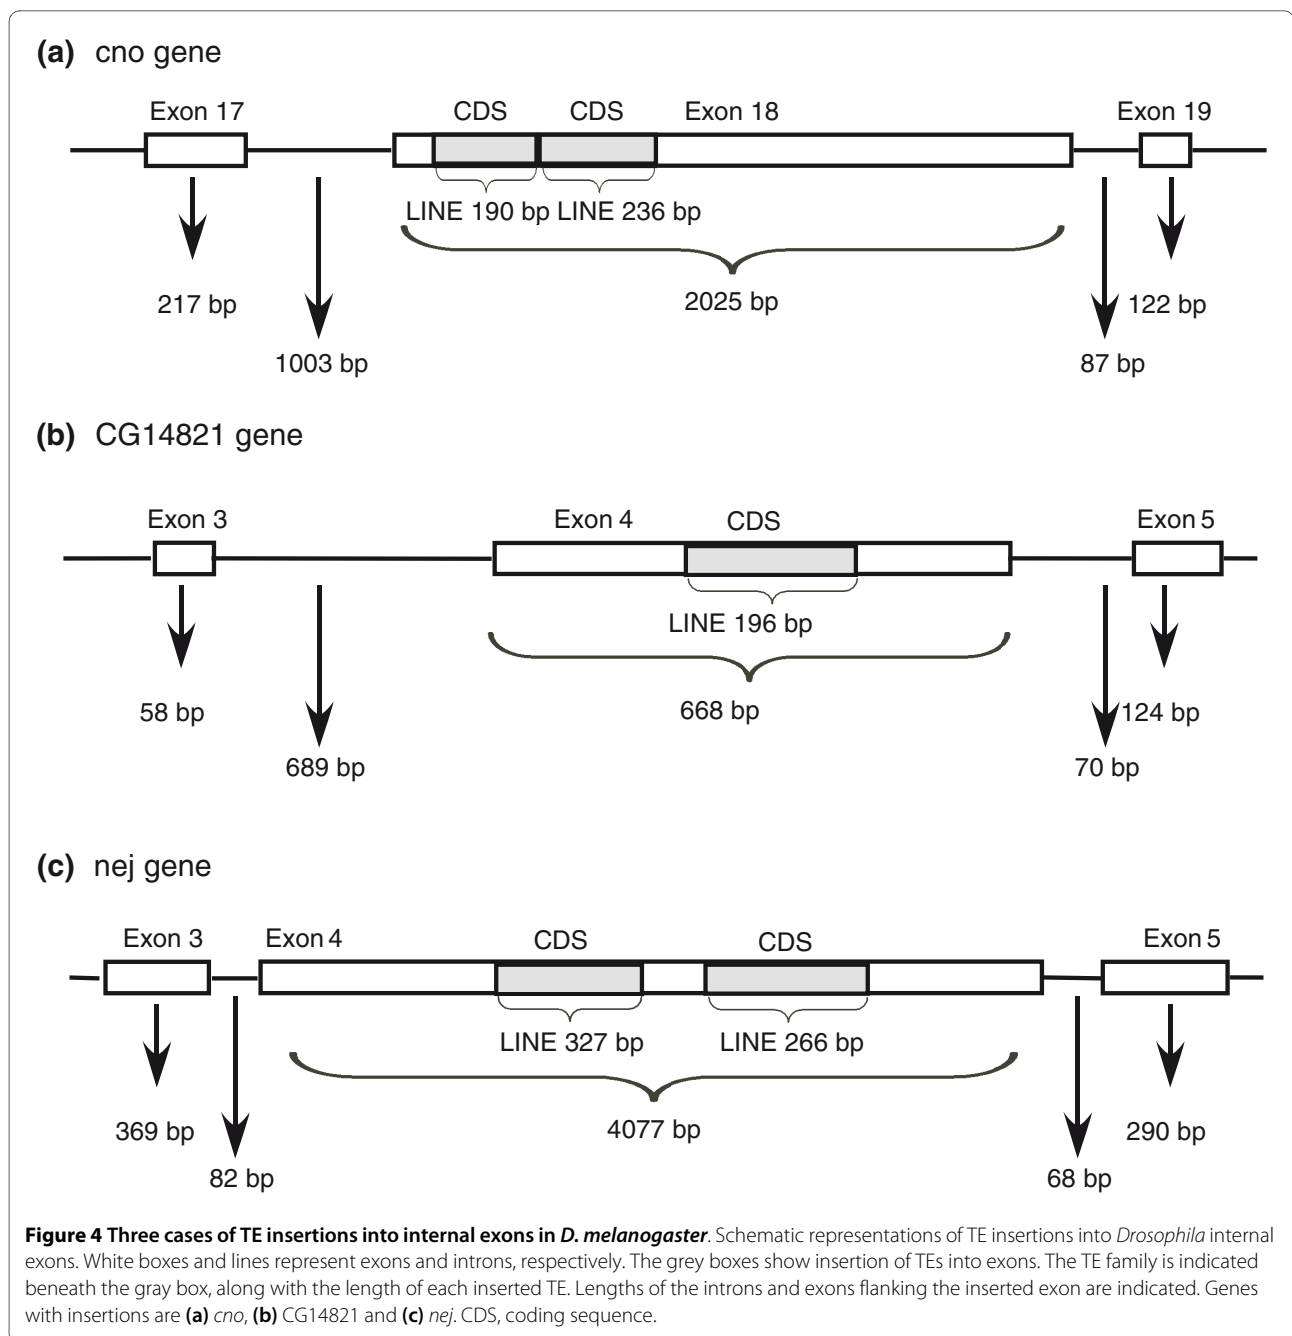 (a) cno gene
Exon 17 CDS CDS Exon 18 Exon 19
LINE 190 bp LINE 236 bp
217 bp 2025 bp 122 bp
1003 bp 87 bp
(b) CG14821 gene
Exon 3 Exon 4 CDS Exon 5
LINE 196 bp
58 bp 668 bp 124 bp
689 bp 70 bp
(c) nej gene
Exon 3 Exon 4 CDS CDS Exon 5
LINE 327 bp LINE 266 bp
369 bp 4077 bp 290 bp
82 bp 68 bp
Figure 4 Three cases of TE insertions into internal exons in D. melanogaster. Schematic representations of TE insertions into Drosophila internal
exons. White boxes and lines represent exons and introns, respectively. The grey boxes show insertion of TEs into exons. The TE family is indicated
beneath the gray box, along with the length of each inserted TE. Lengths of the introns and exons flanking the inserted exon are indicated. Genes
with insertions are (a) cno, (b) CG14821 and (c) nej. CDS, coding sequence.